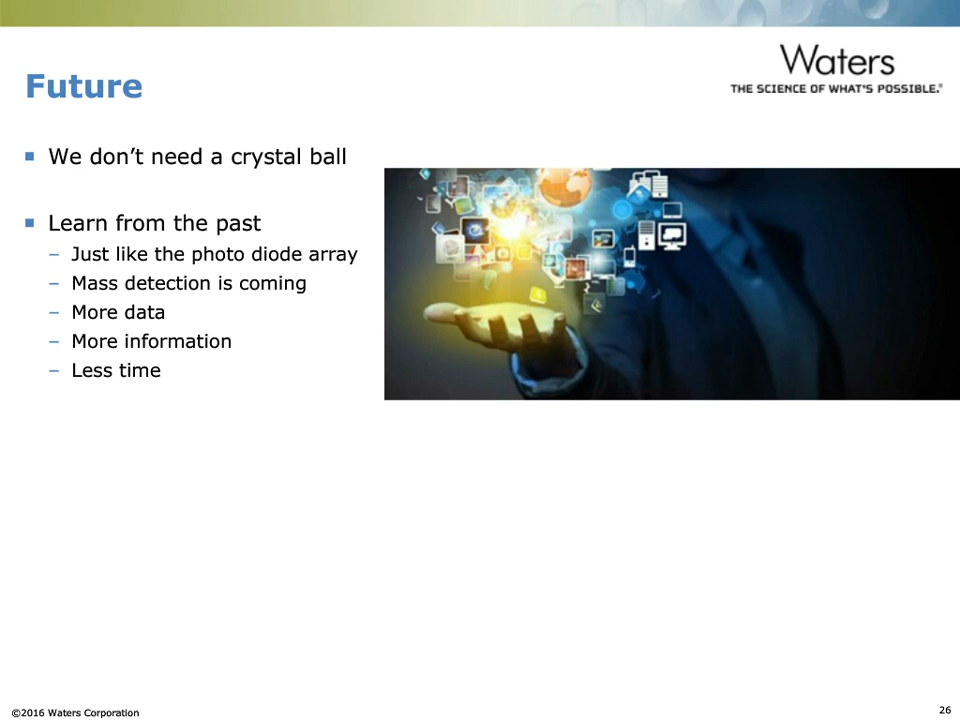 Waters
THE SCIENCE OF WHAT'S POSSIBLE.®
Future
We don’t need a crystal ball
Learn from the past
– Just like the photo diode array
– Mass detection is coming
– More data
– More information
– Less time
©2016 Waters Corporation
26